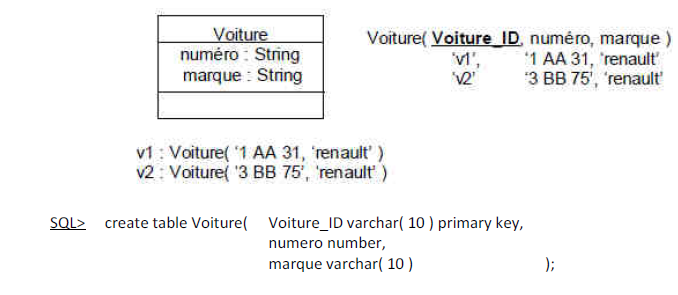 Voiture
numéro : String
marque : String
Voiture( Voiture_ID, numéro, marque )
'v1', '1 AA 31, 'renault'
'v2' '3 BB 75', 'renault'
v1 : Voiture( '1 AA 31, 'renault' )
v2 : Voiture( '3 BB 75', 'renault' )
SQL> create table Voiture( Voiture_ID varchar( 10 ) primary key,
numero number,
marque varchar( 10 ) );